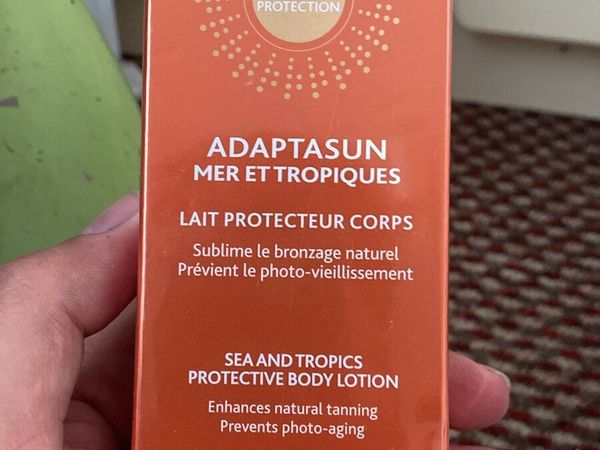 PROTECTION
ADAPTASUN
MER ET TROPIQUES
LAIT PROTECTEUR CORPS
Sublime le bronzage naturel
Prévient le photo-vieillissement
SEA AND TROPICS
PROTECTIVE BODY LOTION
Enhances natural tanning
Prevents photo-aging